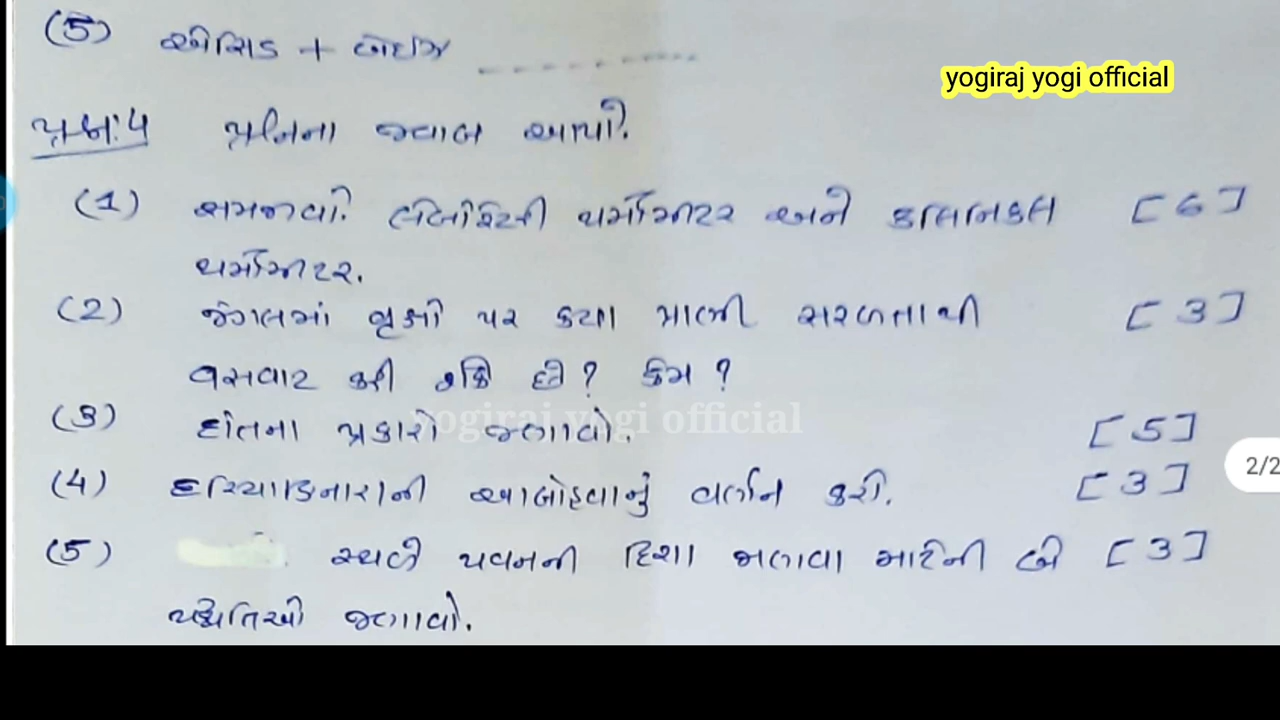 (5) એસિડ + બેઇઝ ............
yogiraj yogi official
પ્રશ્ન:4 પ્રશ્નના જવાબ આપો.
(1) સમજાવો. લેબોરેટરી થર્મોમીટર અને ક્લિનિકલ [6]
થર્મોમીટર.
(2) જંગલમાં વૃક્ષો પર કયા પ્રાણી સરળતાથી [3]
વસવાટ કરી શકે છે? કેમ ?
yogiraj yogi official
(3) દાંતના પ્રકારો જણાવો. [5]
2/2
(4) દરિયાકિનારાની આબોહવાનું વર્ણન કરો. [3]
(5) સ્થળે પવનની દિશા જાણવા માટેની બે [3]
પદ્ધતિઓ જણાવો.